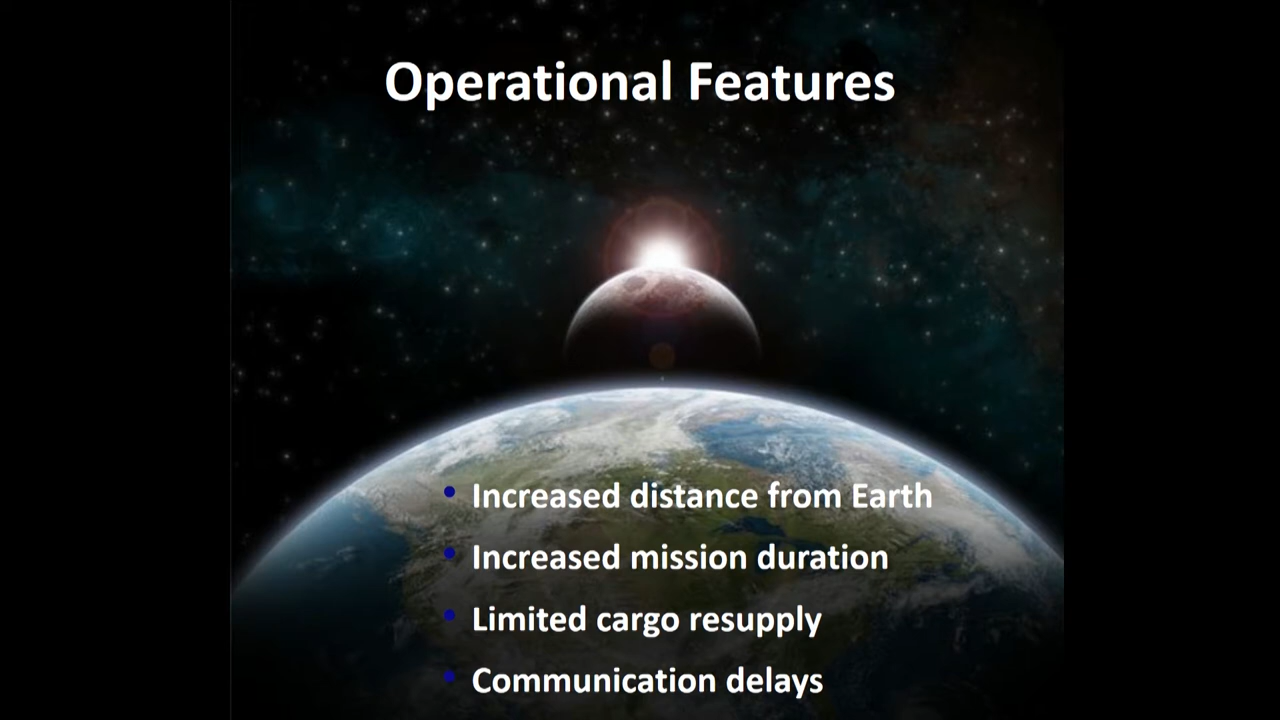 Operational Features
• Increased distance from Earth
• Increased mission duration
• Limited cargo resupply
• Communication delays